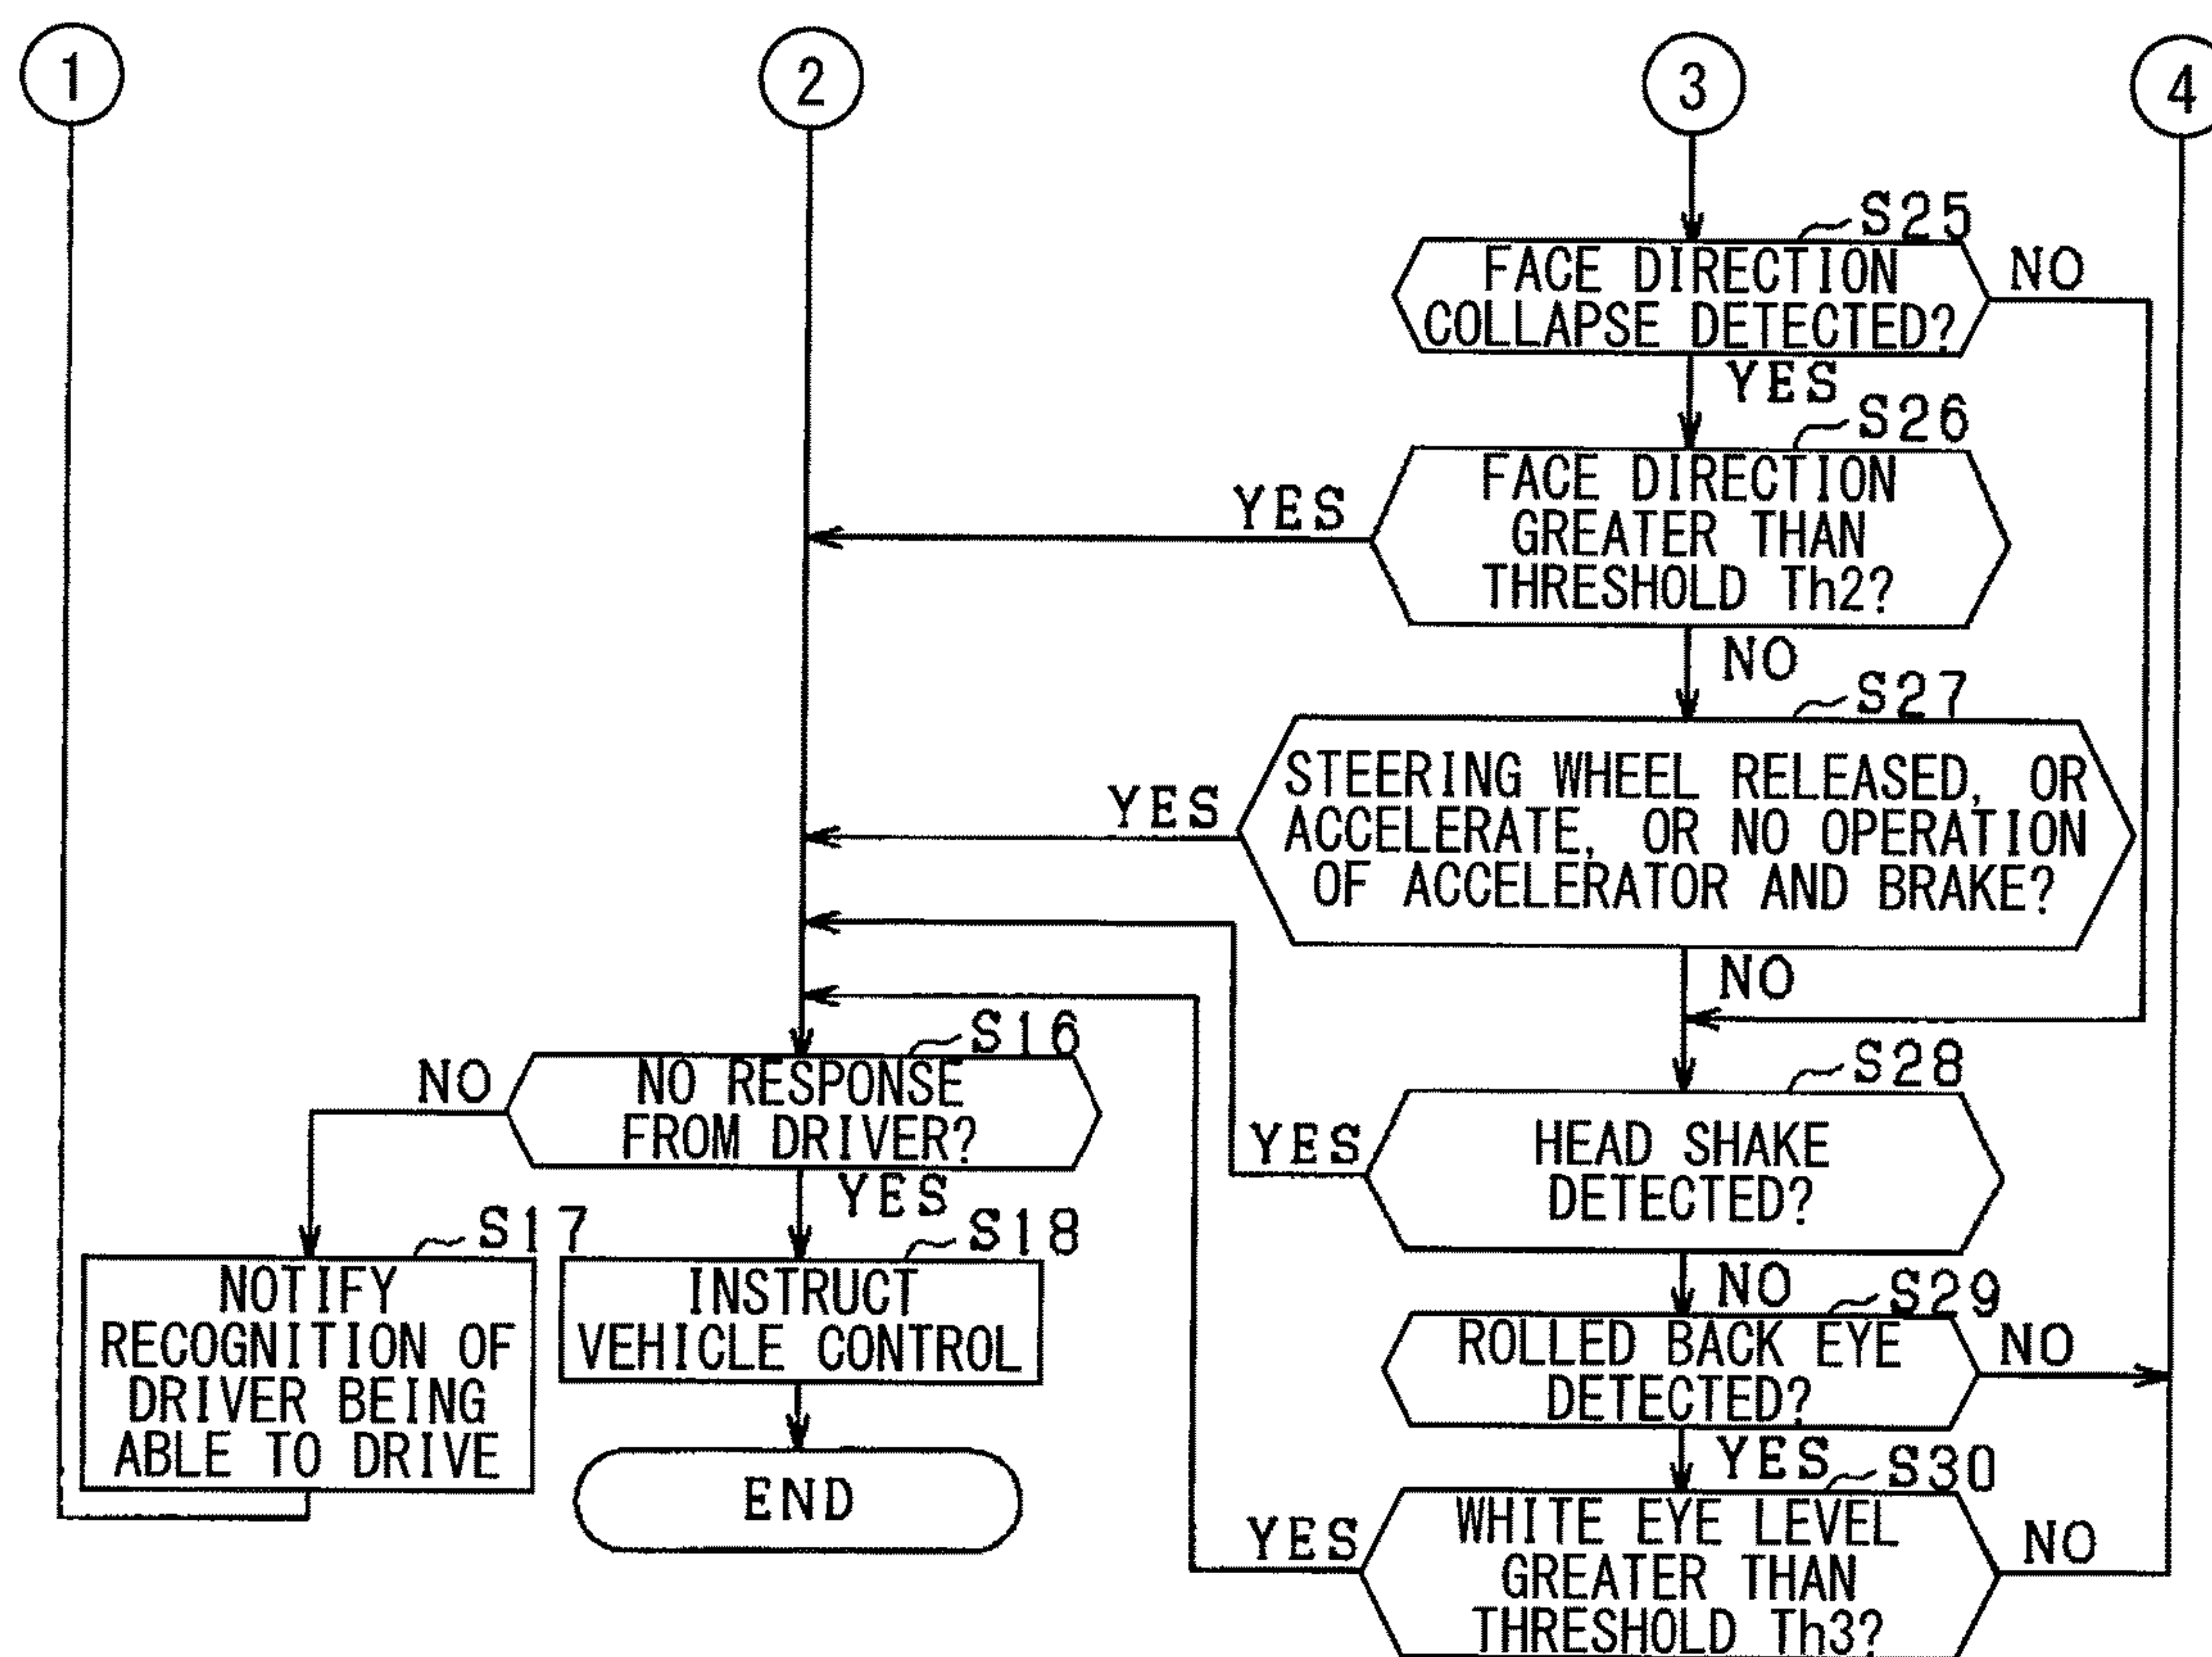 1
2
3
4
S25
FACE DIRECTION
COLLAPSE DETECTED?
NO
YES
S26
FACE DIRECTION
GREATER THAN
THRESHOLD Th2?
YES
NO
S27
STEERING WHEEL RELEASED, OR
ACCELERATE, OR NO OPERATION
OF ACCELERATOR AND BRAKE?
YES
NO
S16
NO RESPONSE
FROM DRIVER?
NO
YES
S17
NOTIFY
RECOGNITION OF
DRIVER BEING
ABLE TO DRIVE
S18
INSTRUCT
VEHICLE CONTROL
END
S28
HEAD SHAKE
DETECTED?
YES
NO
S29
ROLLED BACK EYE
DETECTED?
NO
YES
S30
WHITE EYE LEVEL
GREATER THAN
THRESHOLD Th3?
YES
NO